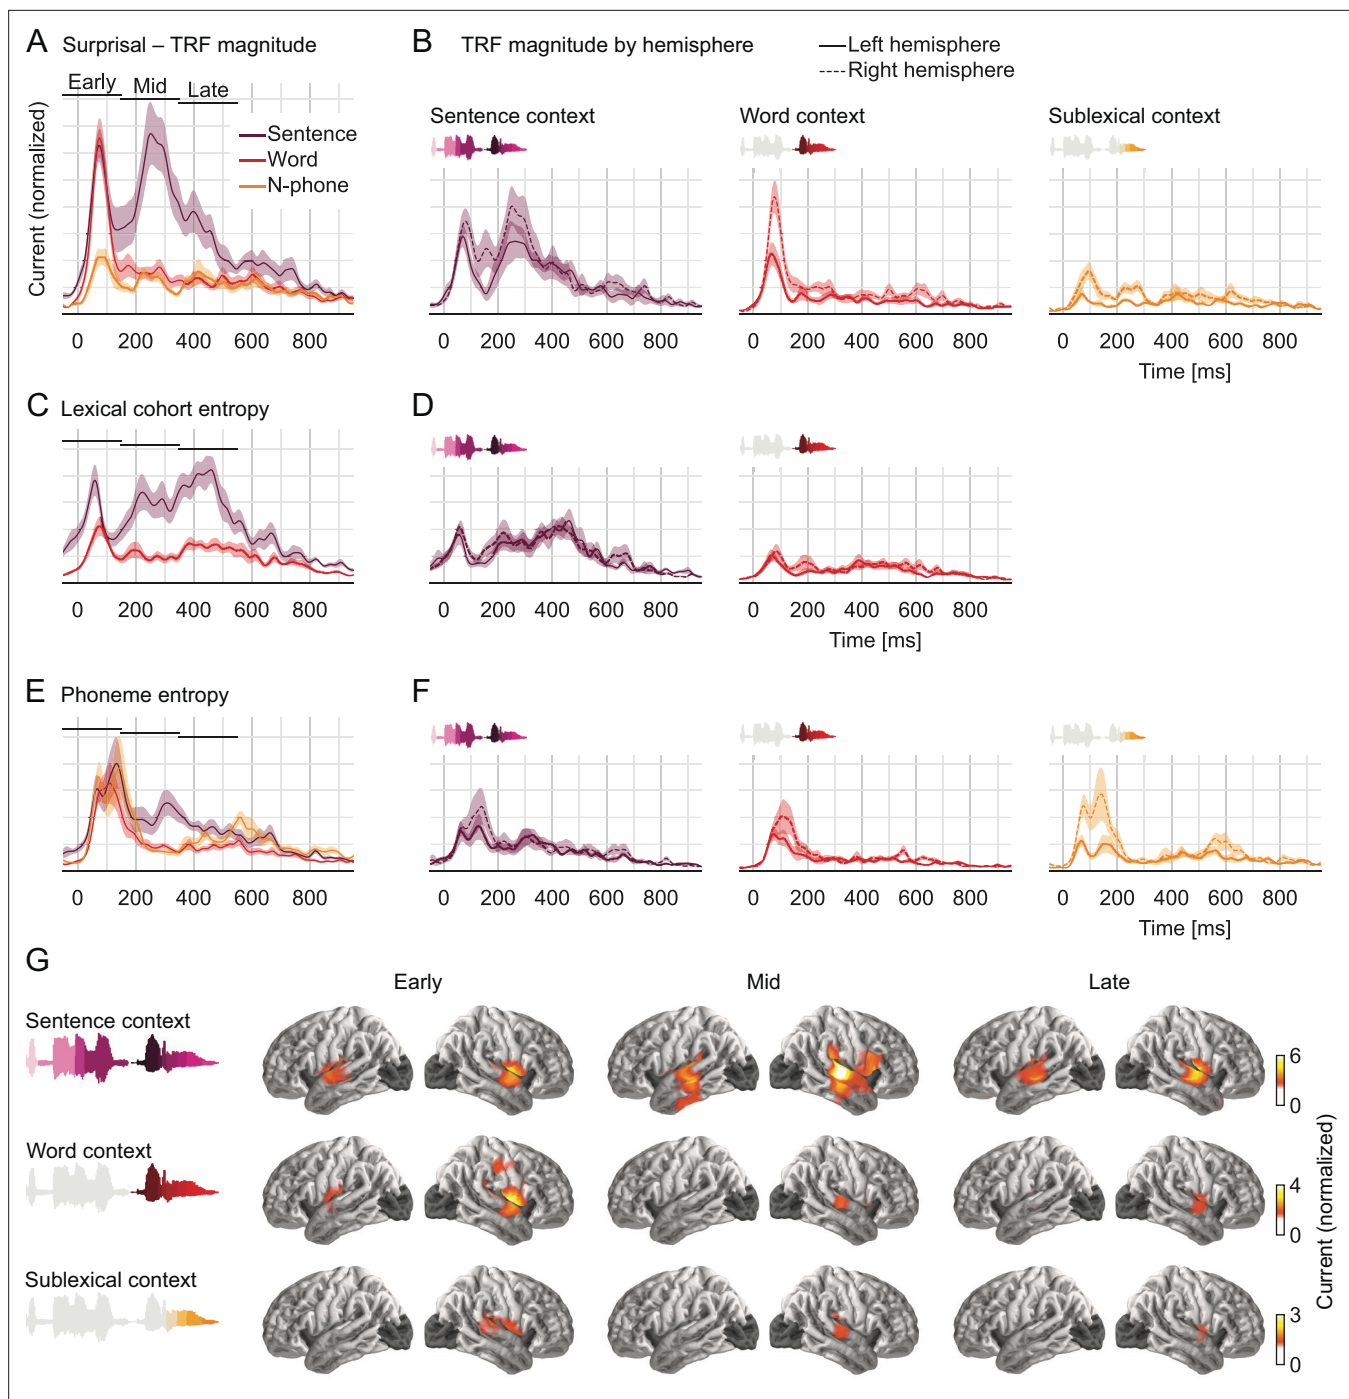 A Surprisal – TRF magnitude
Early
Mid
Late
Sentence
Word
N-phone
Current (normalized)
0 200 400 600 800
B TRF magnitude by hemisphere
Left hemisphere
Right hemisphere
Sentence context
Word context
Sublexical context
0 200 400 600 800
0 200 400 600 800
0 200 400 600 800
Time [ms]
C Lexical cohort entropy
0 200 400 600 800
D
0 200 400 600 800
0 200 400 600 800
Time [ms]
E Phoneme entropy
0 200 400 600 800
F
0 200 400 600 800
0 200 400 600 800
0 200 400 600 800
Time [ms]
G
Early
Mid
Late
Sentence context
6
0
Word context
4
0
Sublexical context
3
0
Current (normalized)